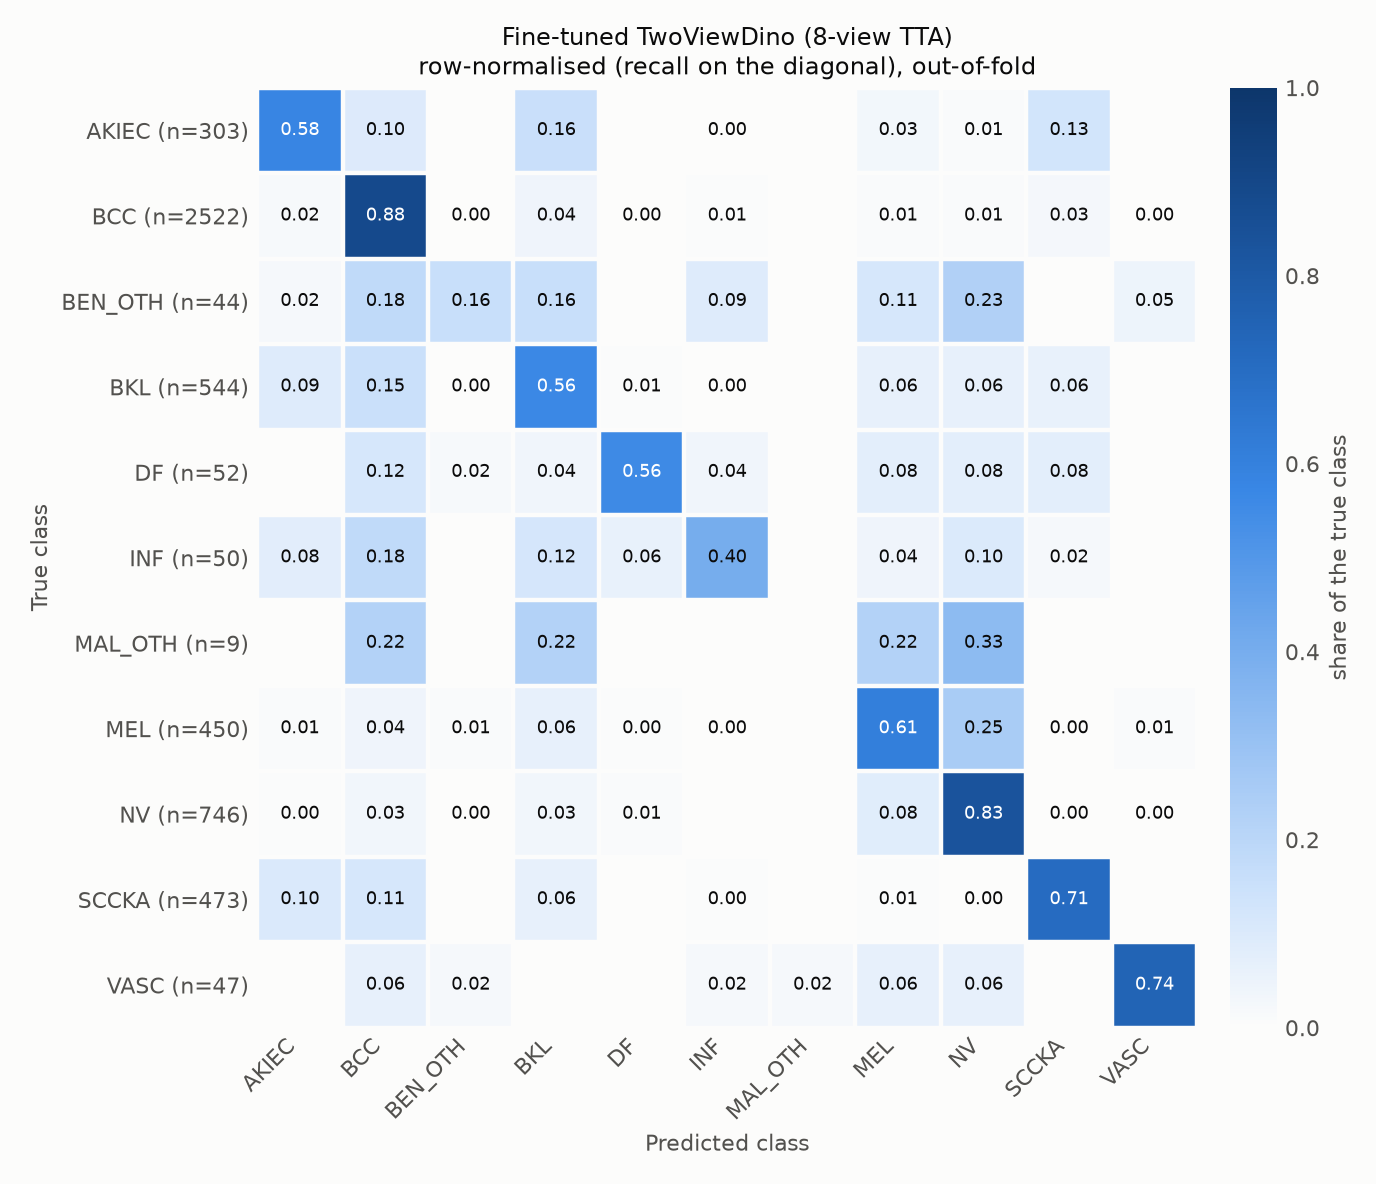 Fine-tuned TwoViewDino (8-view TTA)
row-normalised (recall on the diagonal), out-of-fold
AKIEC (n=303) 0.58 0.10 0.16 0.00 0.03 0.01 0.13
BCC (n=2522) 0.02 0.88 0.00 0.04 0.00 0.01 0.01 0.01 0.03 0.00
BEN_OTH (n=44) 0.02 0.18 0.16 0.16 0.09 0.11 0.23 0.05
BKL (n=544) 0.09 0.15 0.00 0.56 0.01 0.00 0.06 0.06 0.06
DF (n=52) 0.12 0.02 0.04 0.56 0.04 0.08 0.08 0.08
INF (n=50) 0.08 0.18 0.12 0.06 0.40 0.04 0.10 0.02
MAL_OTH (n=9) 0.22 0.22 0.22 0.33
MEL (n=450) 0.01 0.04 0.01 0.06 0.00 0.00 0.61 0.25 0.00 0.01
NV (n=746) 0.00 0.03 0.00 0.03 0.01 0.08 0.83 0.00 0.00
SCCKA (n=473) 0.10 0.11 0.06 0.00 0.01 0.00 0.71
VASC (n=47) 0.06 0.02 0.02 0.02 0.06 0.06 0.74
AKIEC BCC BEN_OTH BKL DF INF MAL_OTH MEL NV SCCKA VASC
Predicted class
True class
1.0
0.8
0.6
0.4
0.2
0.0
share of the true class